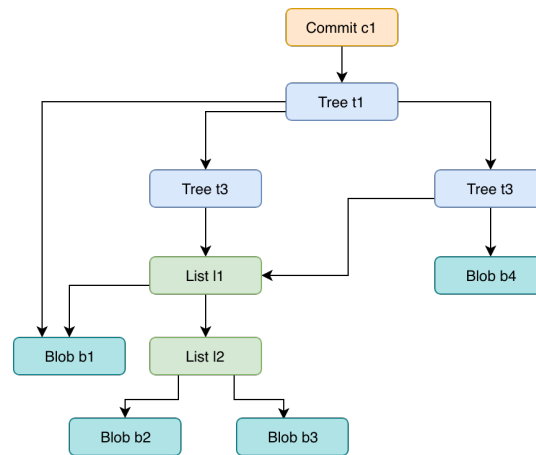 Commit c1
Tree t1
Tree t3
Tree t3
List l1
Blob b4
Blob b1
List l2
Blob b2
Blob b3